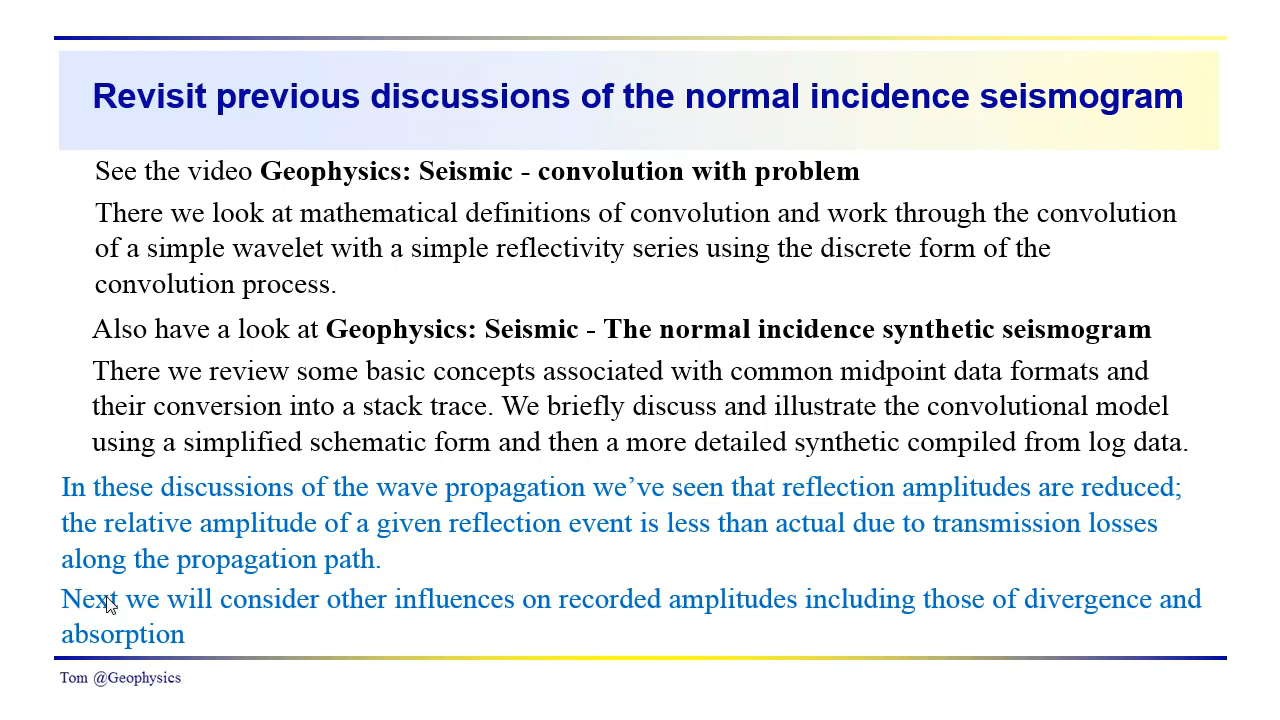 Revisit previous discussions of the normal incidence seismogram
See the video Geophysics: Seismic - convolution with problem
There we look at mathematical definitions of convolution and work through the convolution
of a simple wavelet with a simple reflectivity series using the discrete form of the
convolution process.
Also have a look at Geophysics: Seismic - The normal incidence synthetic seismogram
There we review some basic concepts associated with common midpoint data formats and
their conversion into a stack trace. We briefly discuss and illustrate the convolutional model
using a simplified schematic form and then a more detailed synthetic compiled from log data.
In these discussions of the wave propagation we’ve seen that reflection amplitudes are reduced;
the relative amplitude of a given reflection event is less than actual due to transmission losses
along the propagation path.
Next we will consider other influences on recorded amplitudes including those of divergence and
absorption
Tom @Geophysics